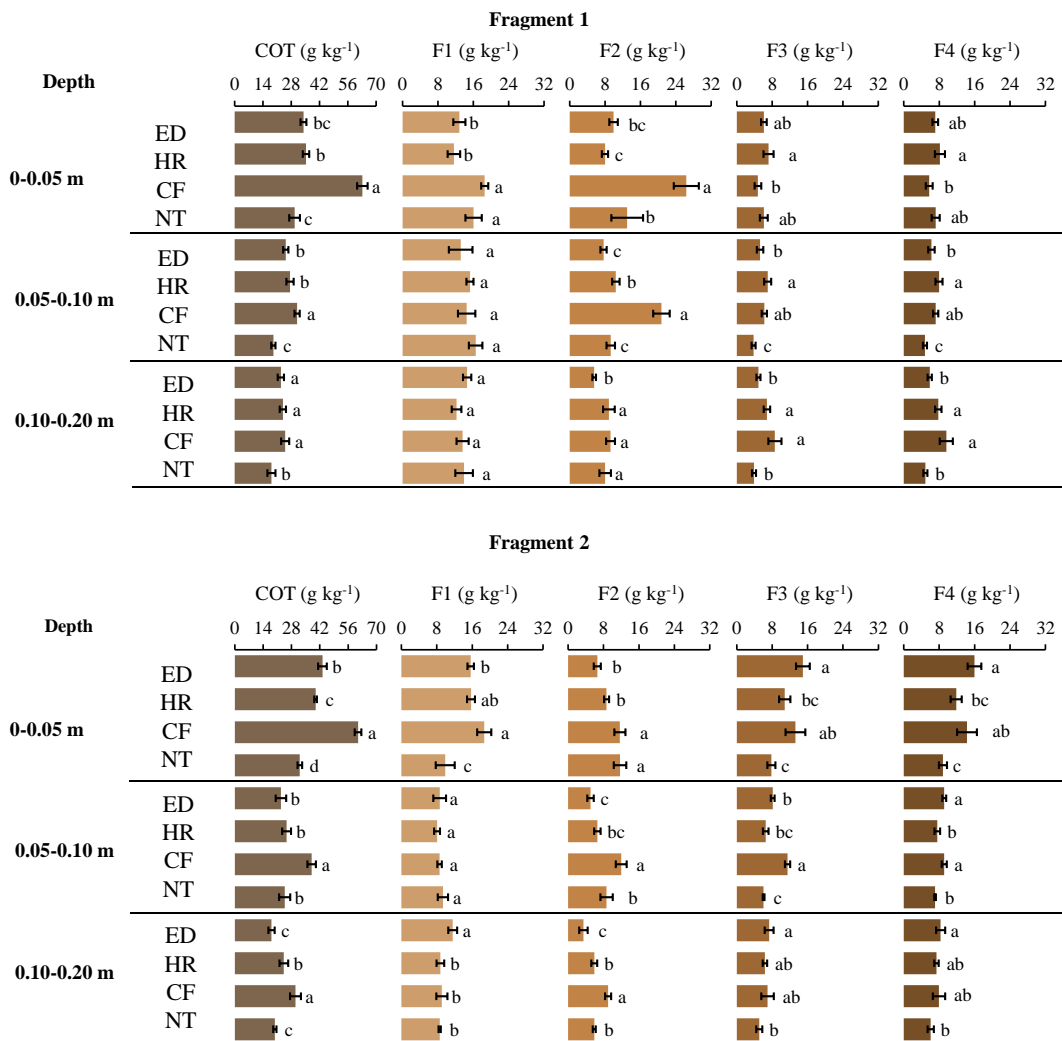 Fragment 1
COT (g kg⁻¹) F1 (g kg⁻¹) F2 (g kg⁻¹) F3 (g kg⁻¹) F4 (g kg⁻¹)
Depth
0 14 28 42 56 70 0 8 16 24 32 0 8 16 24 32 0 8 16 24 32 0 8 16 24 32
ED bc b bc ab ab
HR b b c a a
0-0.05 m
CF a a a b b
NT c a b ab ab
ED b a c b b
HR b a b a a
0.05-0.10 m
CF a a a ab ab
NT c a c c c
ED a a b b b
HR a a a a a
0.10-0.20 m
CF a a a a a
NT b a a b b
Fragment 2
COT (g kg⁻¹) F1 (g kg⁻¹) F2 (g kg⁻¹) F3 (g kg⁻¹) F4 (g kg⁻¹)
Depth
0 14 28 42 56 70 0 8 16 24 32 0 8 16 24 32 0 8 16 24 32 0 8 16 24 32
ED b b b a a
HR c ab b bc bc
0-0.05 m
CF a a a ab ab
NT d c a c c
ED b a c b a
HR b a bc bc b
0.05-0.10 m
CF a a a a a
NT b a b c b
ED c a c a a
HR b b b ab ab
0.10-0.20 m
CF a b a ab ab
NT c b b b b